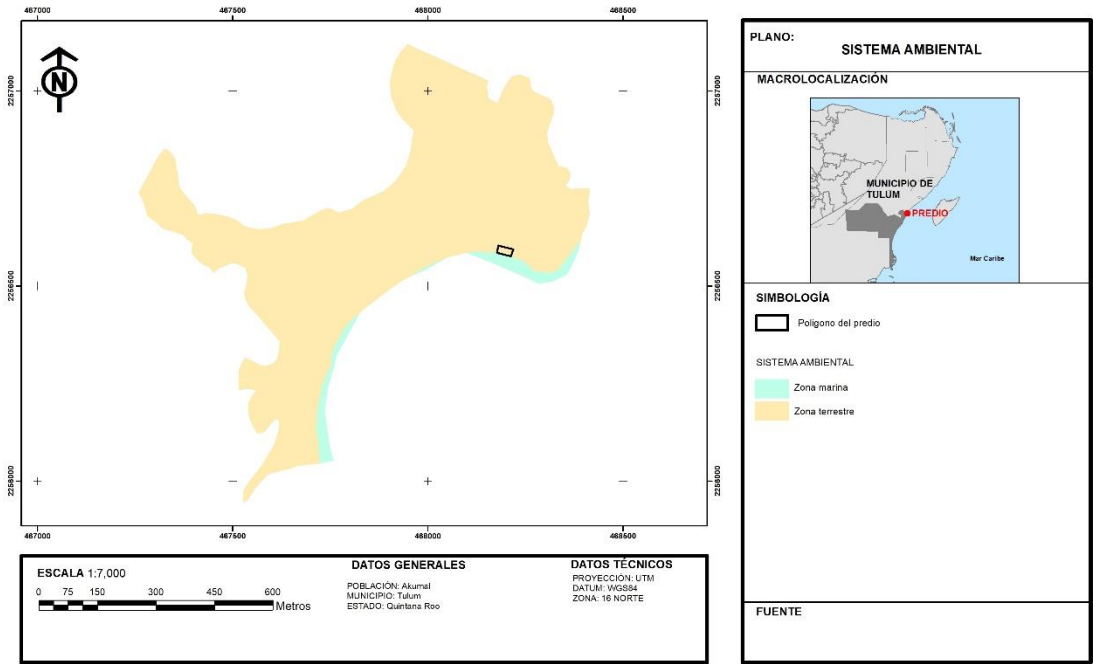 467000 467500 468000 468500
N
2257000 2257000
2256500 2256500
2256000 2256000
467000 467500 468000 468500
ESCALA 1:7,000
0 75 150 300 450 600
Metros
DATOS GENERALES
POBLACIÓN: Akumal
MUNICIPIO: Tulum
ESTADO: Quintana Roo
DATOS TÉCNICOS
PROYECCIÓN: UTM
DATUM: WGS84
ZONA: 16 NORTE
PLANO:
SISTEMA AMBIENTAL
MACROLOCALIZACIÓN
MUNICIPIO DE
TULUM
PREDIO
Mar Caribe
SIMBOLOGÍA
Poligono del predio
SISTEMA AMBIENTAL
Zona marina
Zona terrestre
FUENTE